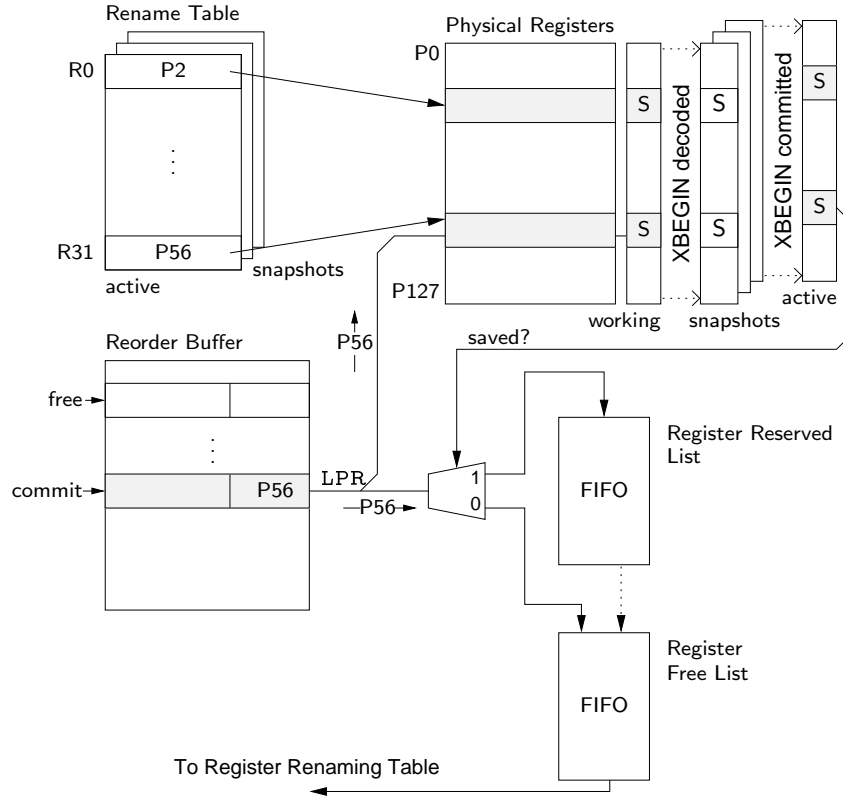 Rename Table
R0
P2
R31
P56
snapshots
active
Physical Registers
P0
P127
S
S
working
XBEGIN decoded
S
S
snapshots
XBEGIN committed
S
S
active
P56
Reorder Buffer
free
commit
P56
LPR
P56
saved?
1
0
FIFO
Register Reserved
List
FIFO
Register
Free List
To Register Renaming Table